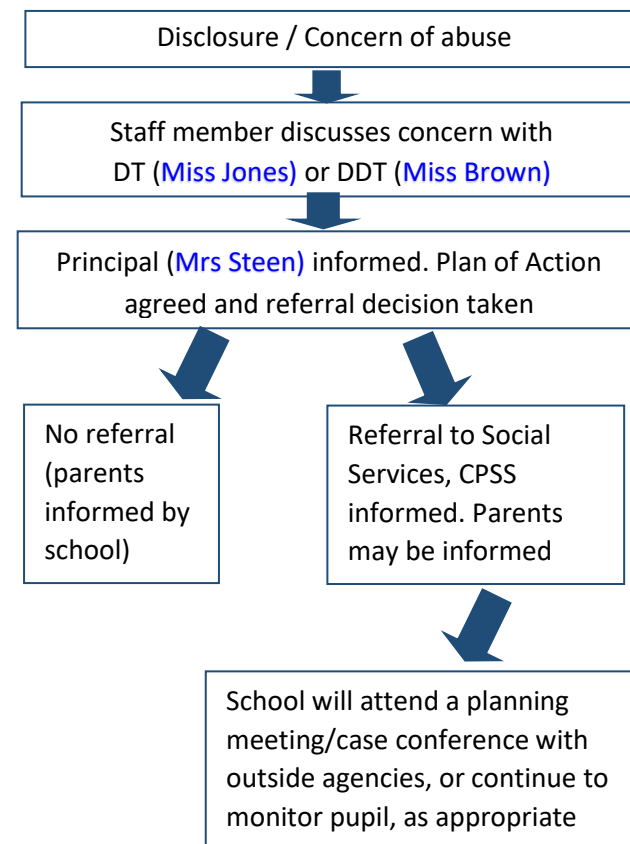 Disclosure / Concern of abuse
Staff member discusses concern with
DT (Miss Jones) or DDT (Miss Brown)
Principal (Mrs Steen) informed. Plan of Action
agreed and referral decision taken
No referral
(parents
informed by
school)
Referral to Social
Services, CPSS
informed. Parents
may be informed
School will attend a planning
meeting/case conference with
outside agencies, or continue to
monitor pupil, as appropriate